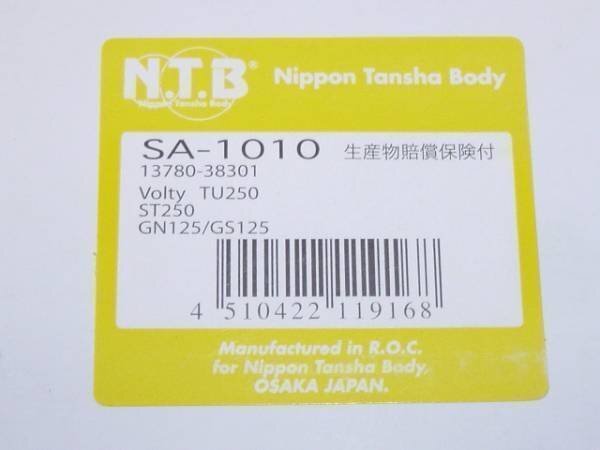 N.T.B®
Nippon Tansha Body
Nippon Tansha Body
SA-1010 生産物賠償保険付
13780-38301
Volty TU250
ST250
GN125/GS125
4 510422 119168
Manufactured in R.O.C.
for Nippon Tansha Body,
OSAKA JAPAN.